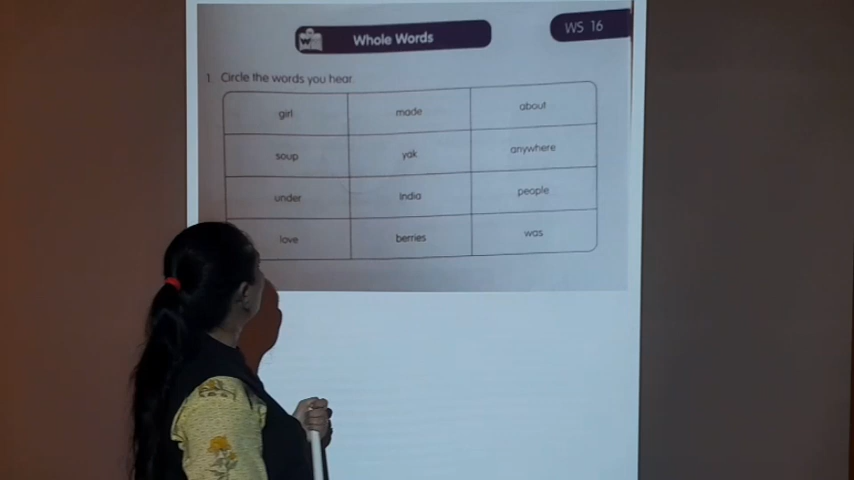 Whole Words
WS 16
1. Circle the words you hear.
girl made about
soup yak anywhere
under India people
love berries was